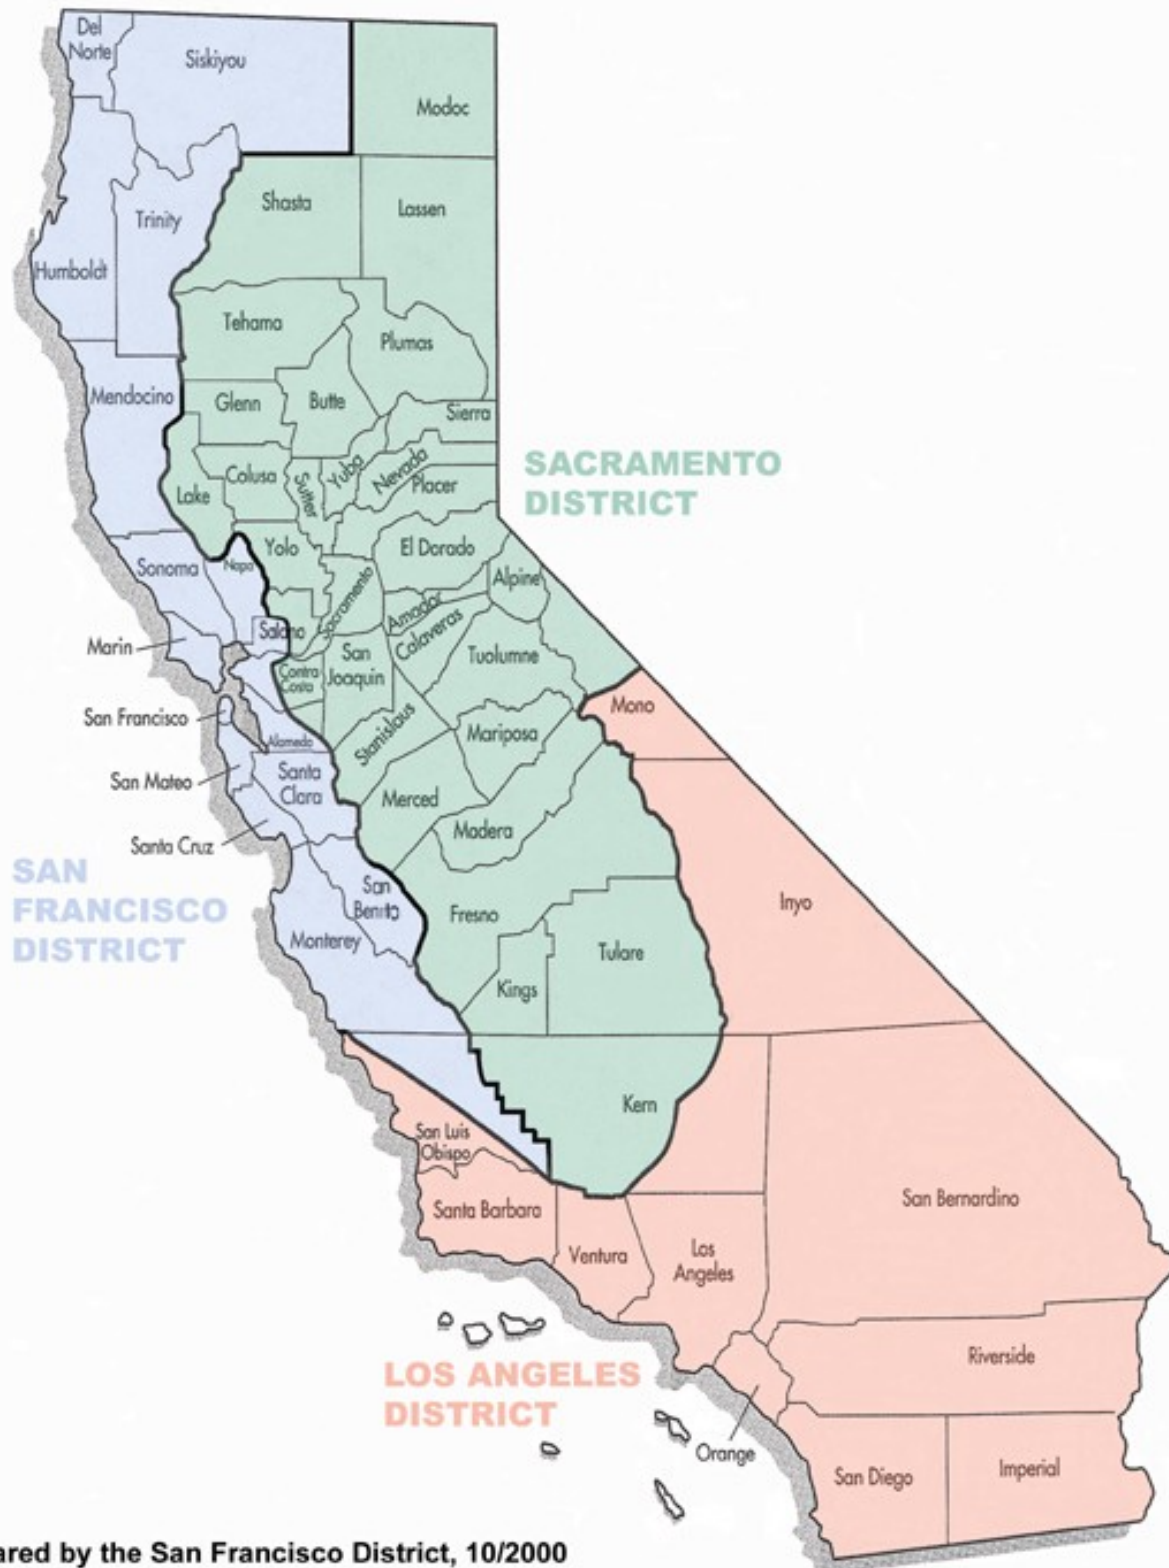 Del
Norte
Siskiyou
Modoc
Shasta
Lassen
Trinity
Humboldt
Tehama
Plumas
Mendocino
Glenn
Butte
Sierra
Colusa
Sutter
Yuba
Nevada
Placer
Lake
SACRAMENTO
DISTRICT
Yolo
El Dorado
Sonoma
Napa
Sacramento
Alpine
Amador
Calaveras
Solano
Marin
San
Joaquin
Tuolumne
Contra
Costa
Mono
San Francisco
Stanislaus
Mariposa
Alameda
San Mateo
Santa
Clara
Merced
Madera
Santa Cruz
SAN
FRANCISCO
DISTRICT
San
Benito
Fresno
Inyo
Monterey
Tulare
Kings
Kern
San Luis
Obispo
San Bernardino
Santa Barbara
Ventura
Los
Angeles
LOS ANGELES
DISTRICT
Riverside
Orange
San Diego
Imperial
ared by the San Francisco District, 10/2000